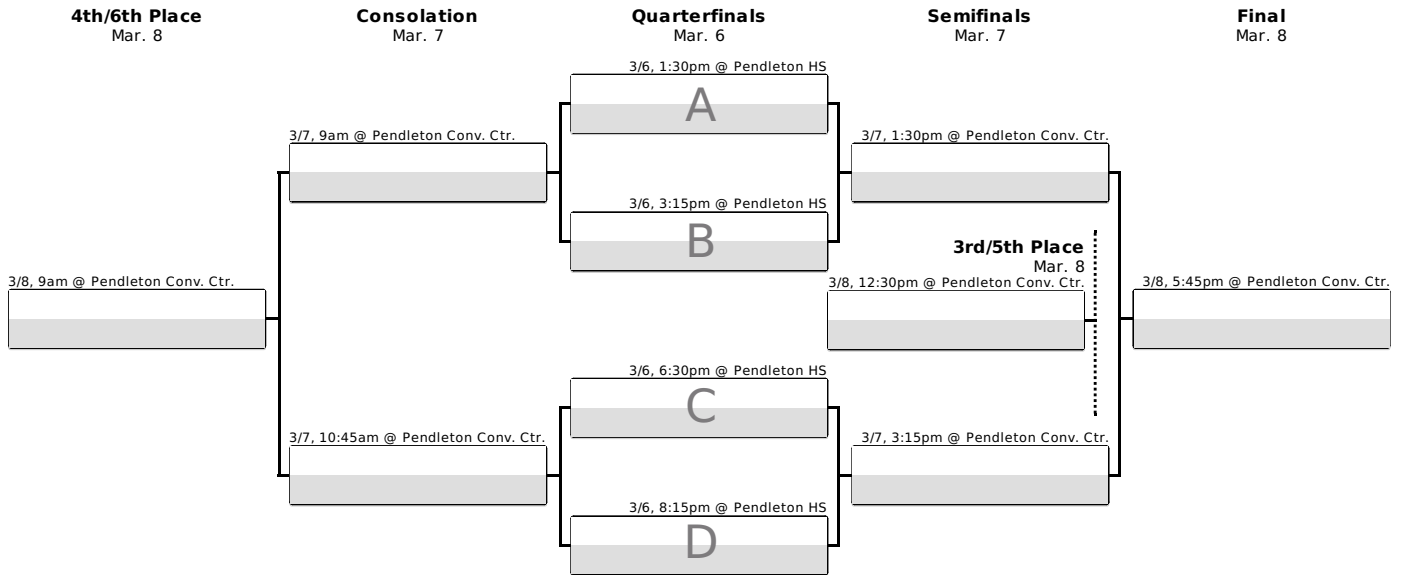 4th/6th Place
Mar. 8
Consolation
Mar. 7
Quarterfinals
Mar. 6
Semifinals
Mar. 7
Final
Mar. 8
3/6, 1:30pm @ Pendleton HS
A
3/7, 9am @ Pendleton Conv. Ctr.
3/7, 1:30pm @ Pendleton Conv. Ctr.
3/6, 3:15pm @ Pendleton HS
B
3rd/5th Place
Mar. 8
3/8, 9am @ Pendleton Conv. Ctr.
3/8, 12:30pm @ Pendleton Conv. Ctr.
3/8, 5:45pm @ Pendleton Conv. Ctr.
3/6, 6:30pm @ Pendleton HS
C
3/7, 10:45am @ Pendleton Conv. Ctr.
3/7, 3:15pm @ Pendleton Conv. Ctr.
3/6, 8:15pm @ Pendleton HS
D